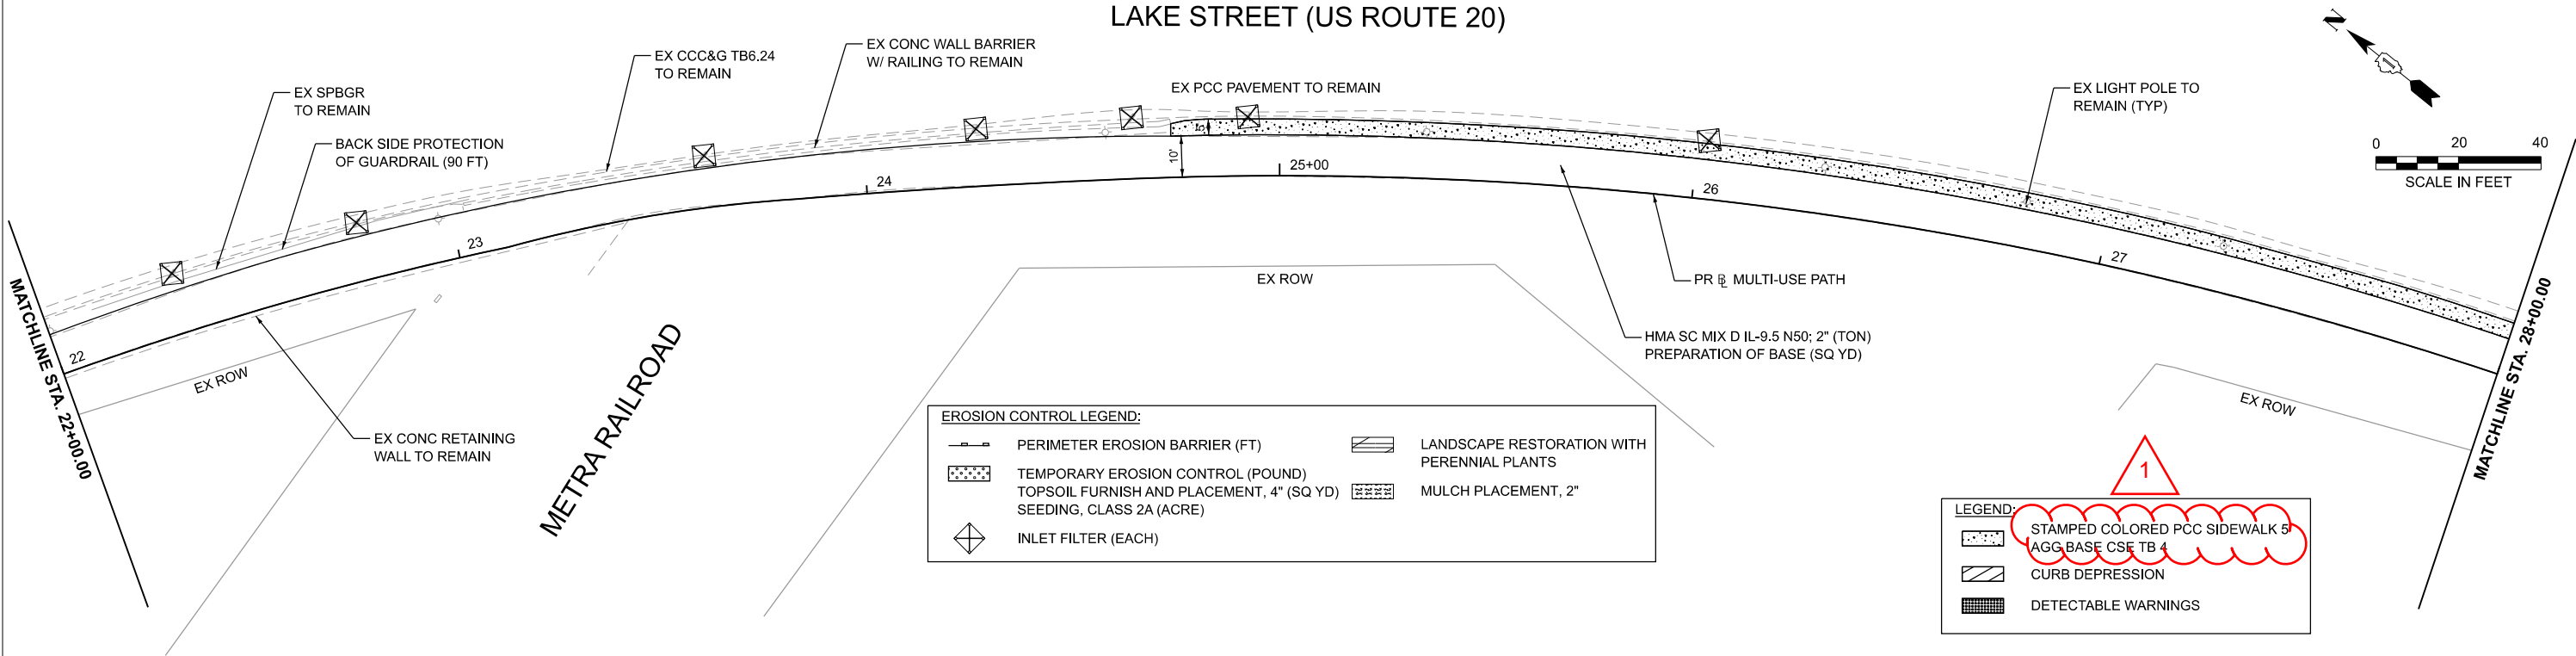 LAKE STREET (US ROUTE 20)
N
EX CONC WALL BARRIER
W/ RAILING TO REMAIN
EX CCC&G TB6.24
TO REMAIN
EX PCC PAVEMENT TO REMAIN
EX LIGHT POLE TO
REMAIN (TYP)
EX SPBGR
TO REMAIN
BACK SIDE PROTECTION
OF GUARDRAIL (90 FT)
0 20 40
SCALE IN FEET
5'
10'
22
23
24
25+00
26
27
MATCHLINE STA. 22+00.00
MATCHLINE STA. 28+00.00
EX ROW
EX ROW
EX ROW
PR BL MULTI-USE PATH
HMA SC MIX D IL-9.5 N50; 2" (TON)
PREPARATION OF BASE (SQ YD)
EX CONC RETAINING
WALL TO REMAIN
METRA RAILROAD
EROSION CONTROL LEGEND:
PERIMETER EROSION BARRIER (FT)
TEMPORARY EROSION CONTROL (POUND)
TOPSOIL FURNISH AND PLACEMENT, 4" (SQ YD)
SEEDING, CLASS 2A (ACRE)
INLET FILTER (EACH)
LANDSCAPE RESTORATION WITH
PERENNIAL PLANTS
MULCH PLACEMENT, 2"
1
LEGEND:
STAMPED COLORED PCC SIDEWALK 5
AGG BASE CSE TB 4
CURB DEPRESSION
DETECTABLE WARNINGS